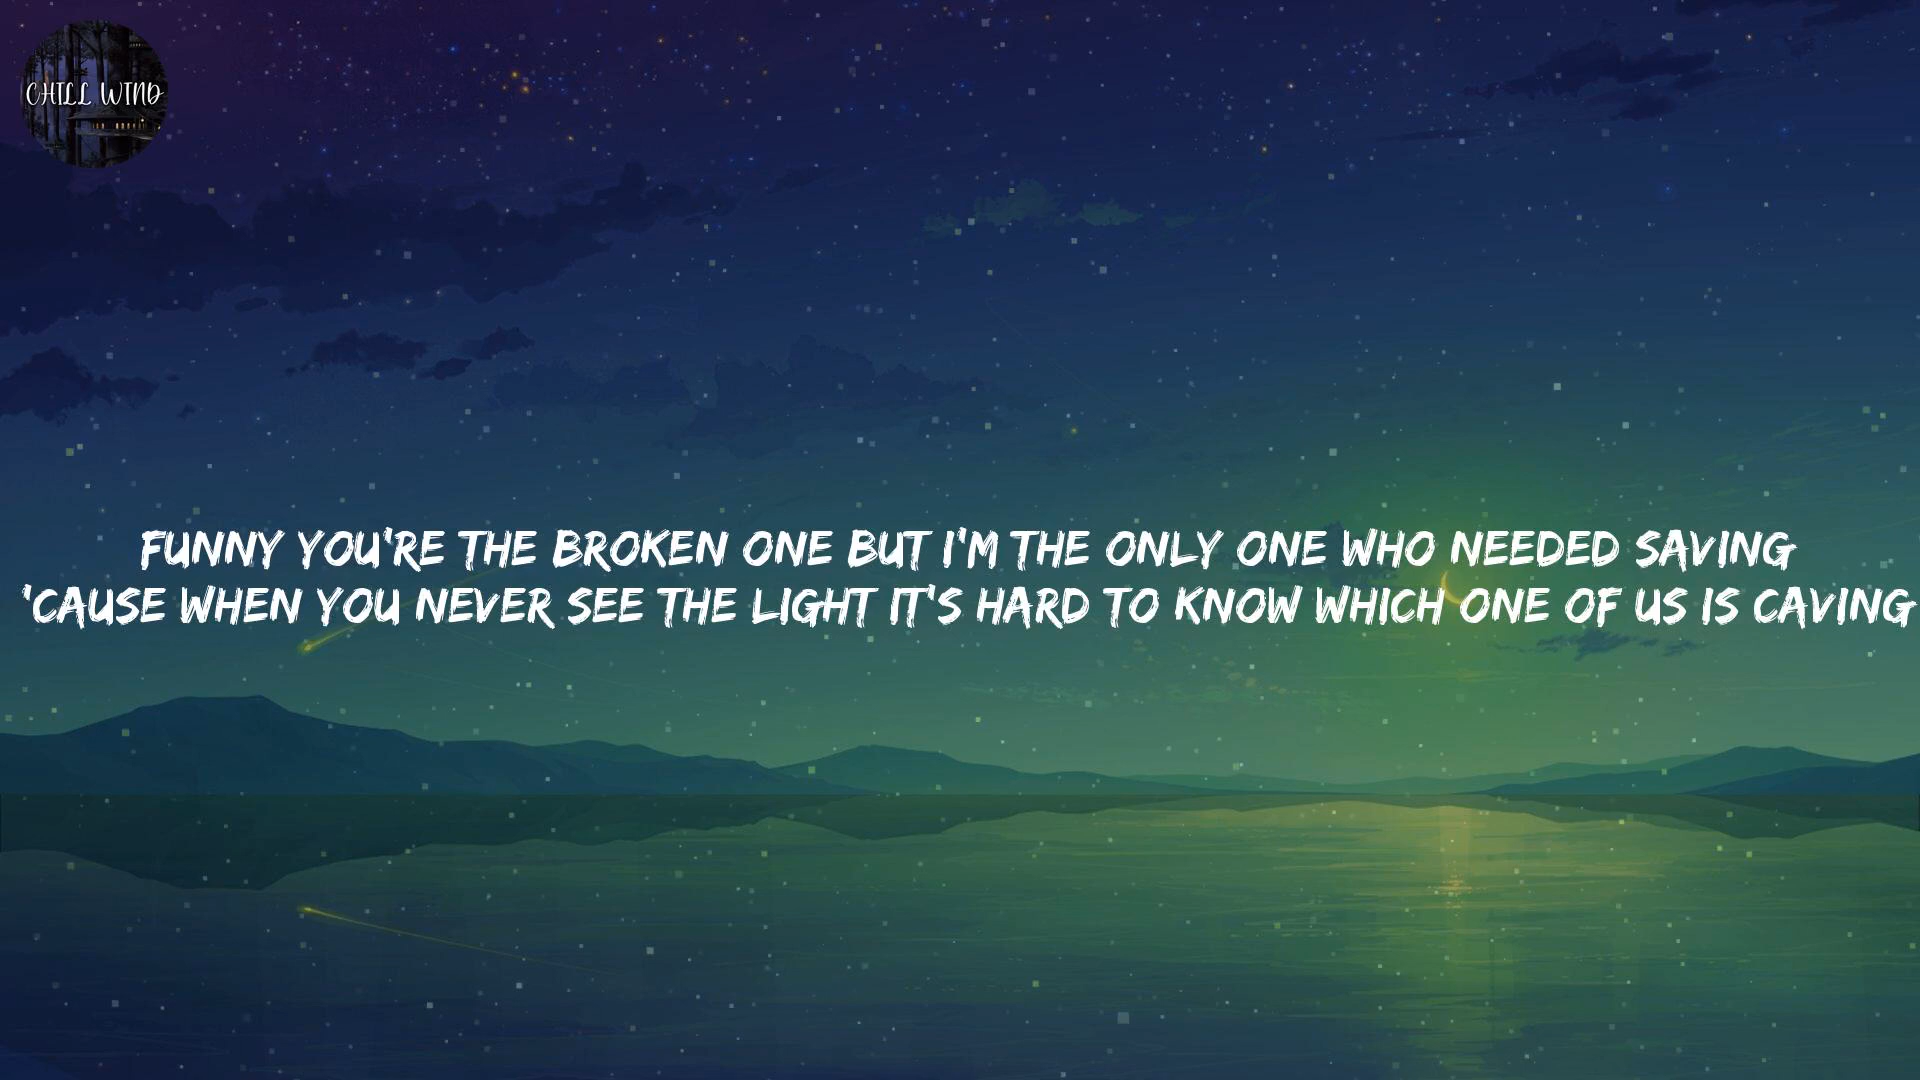 CHILL WIND
FUNNY YOU'RE THE BROKEN ONE BUT I'M THE ONLY ONE WHO NEEDED SAVING
'CAUSE WHEN YOU NEVER SEE THE LIGHT IT'S HARD TO KNOW WHICH ONE OF US IS CAVING